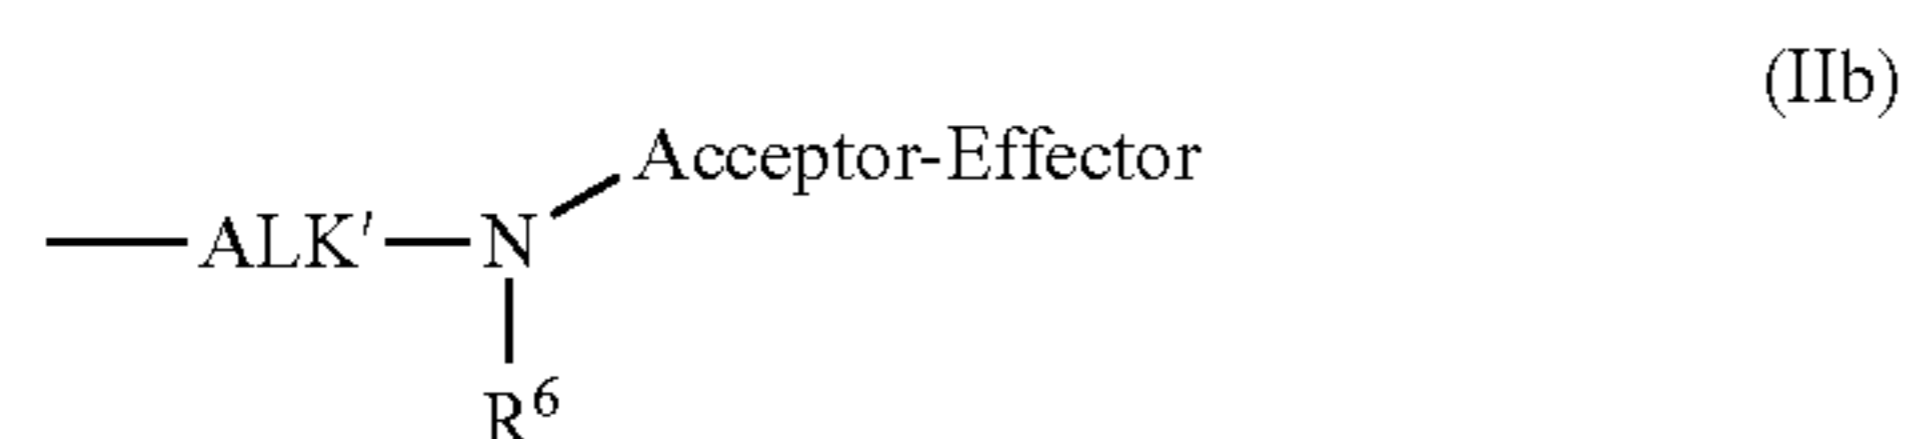 (IIb)
Acceptor-Effector
ALK′—N
R⁶